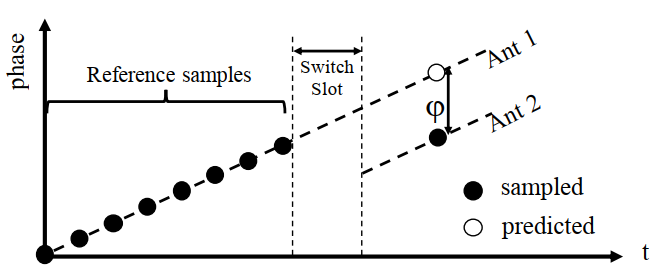 phase
Reference samples
Switch
Slot
Ant 1
φ
Ant 2
sampled
predicted
t